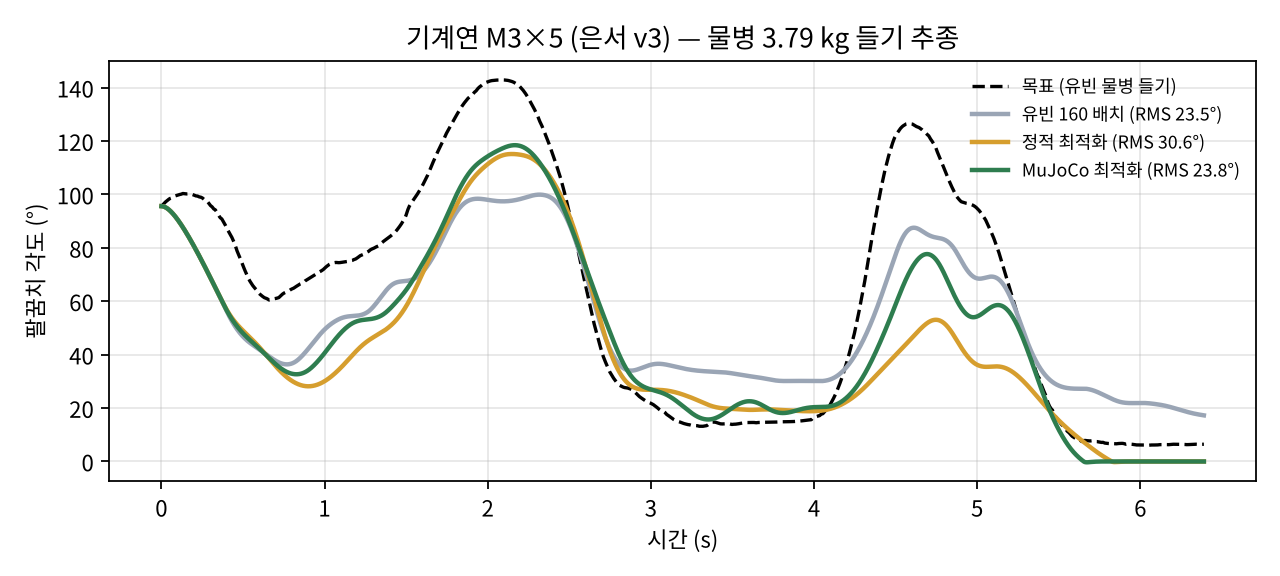 기계연 M3×5 (은서 v3) — 물병 3.79 kg 들기 추종
팔꿈치 각도 (°)
140
120
100
80
60
40
20
0
목표 (유빈 물병 들기)
유빈 160 배치 (RMS 23.5°)
정적 최적화 (RMS 30.6°)
MuJoCo 최적화 (RMS 23.8°)
0 1 2 3 4 5 6
시간 (s)